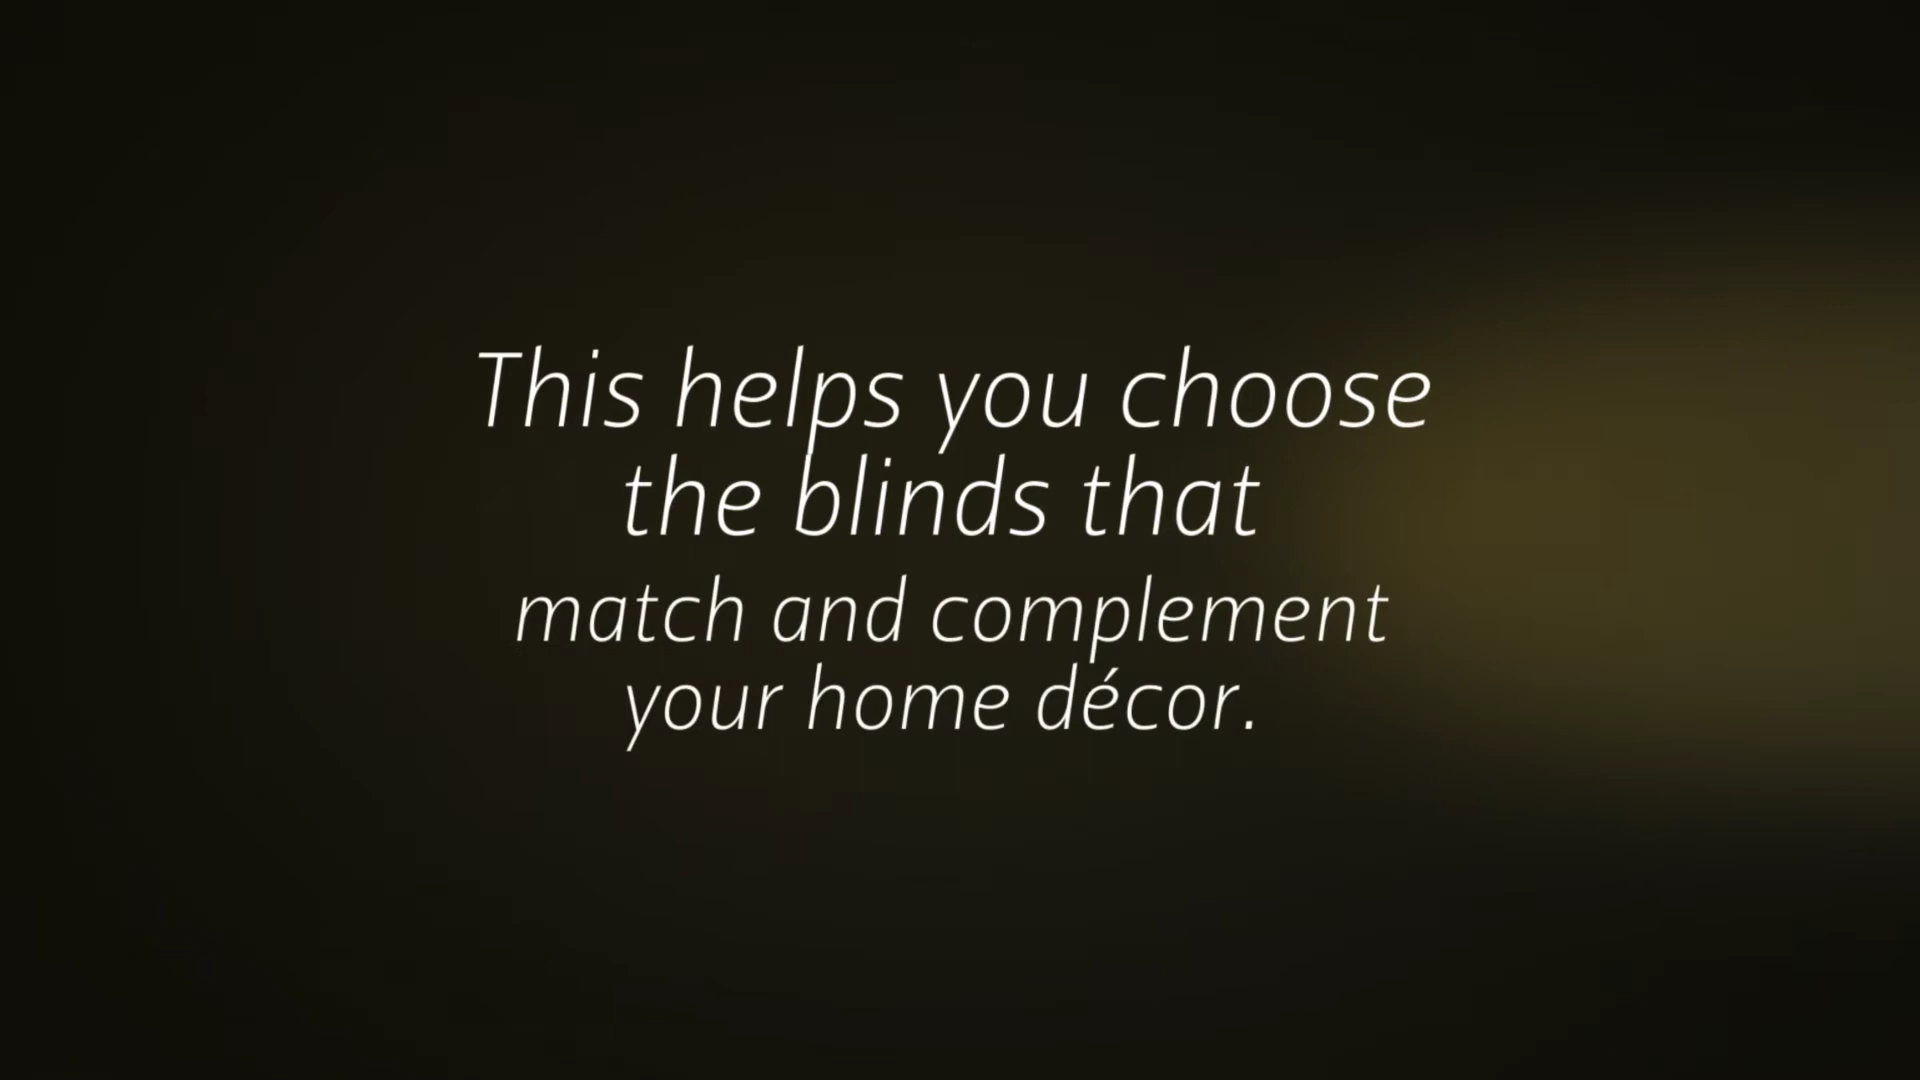 This helps you choose
the blinds that
match and complement
your home décor.